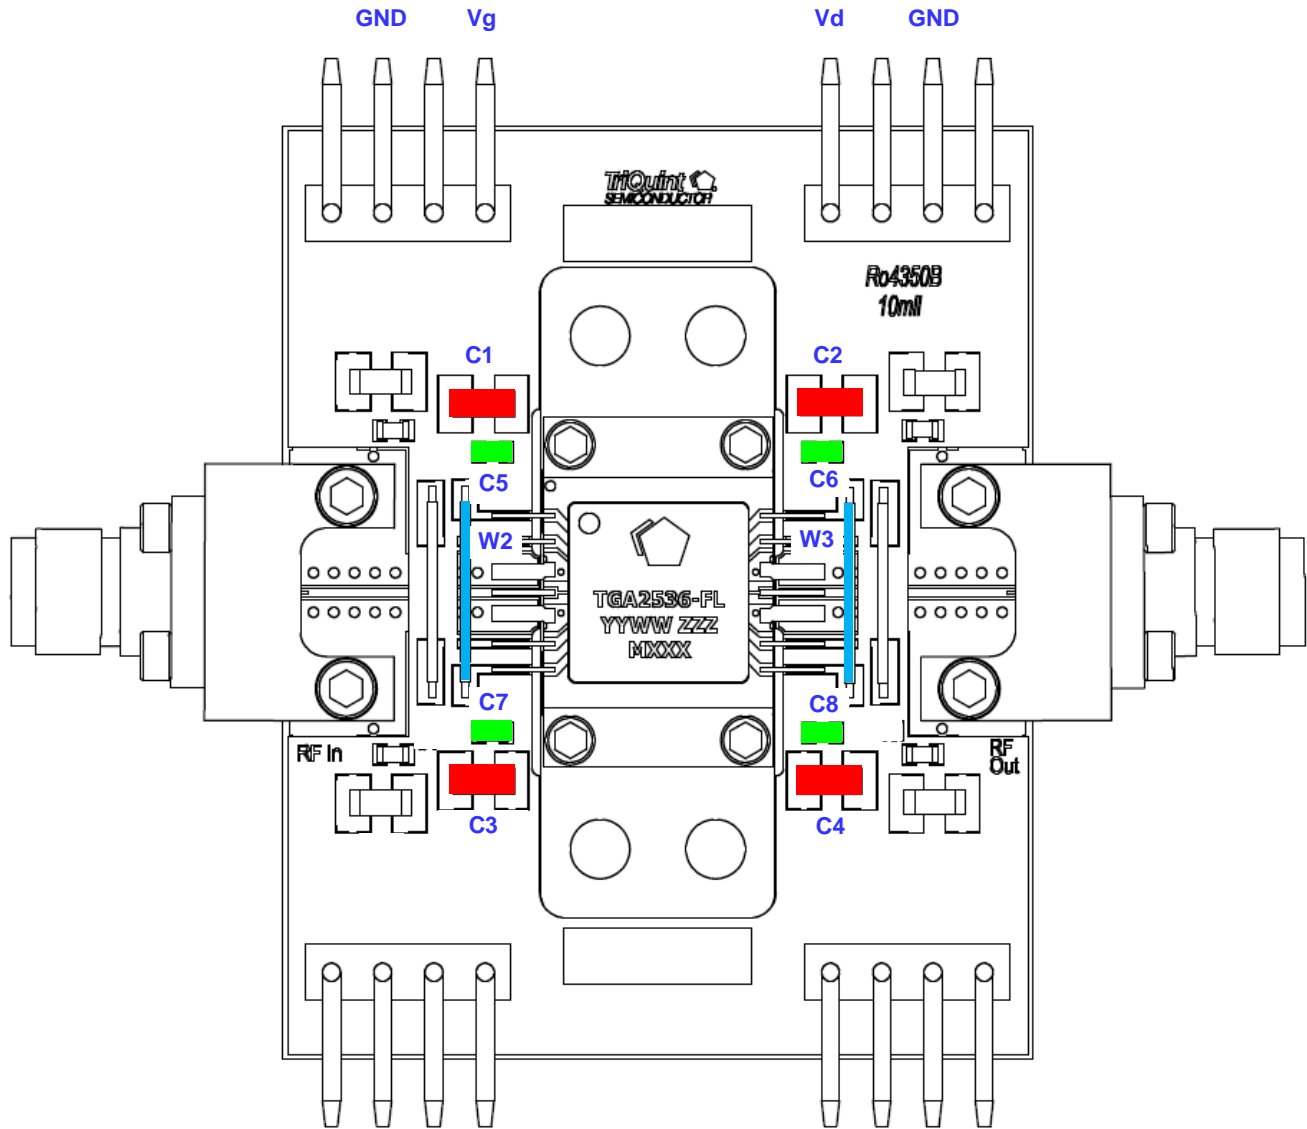 GND Vg Vd GND
TriQuint
SEMICONDUCTOR
Ro4350B
10mil
C1 C2
C5 C6
W2 W3
TGA2536-FL
YYWW ZZZ
MXXX
C7 C8
RF In
RF
Out
C3 C4